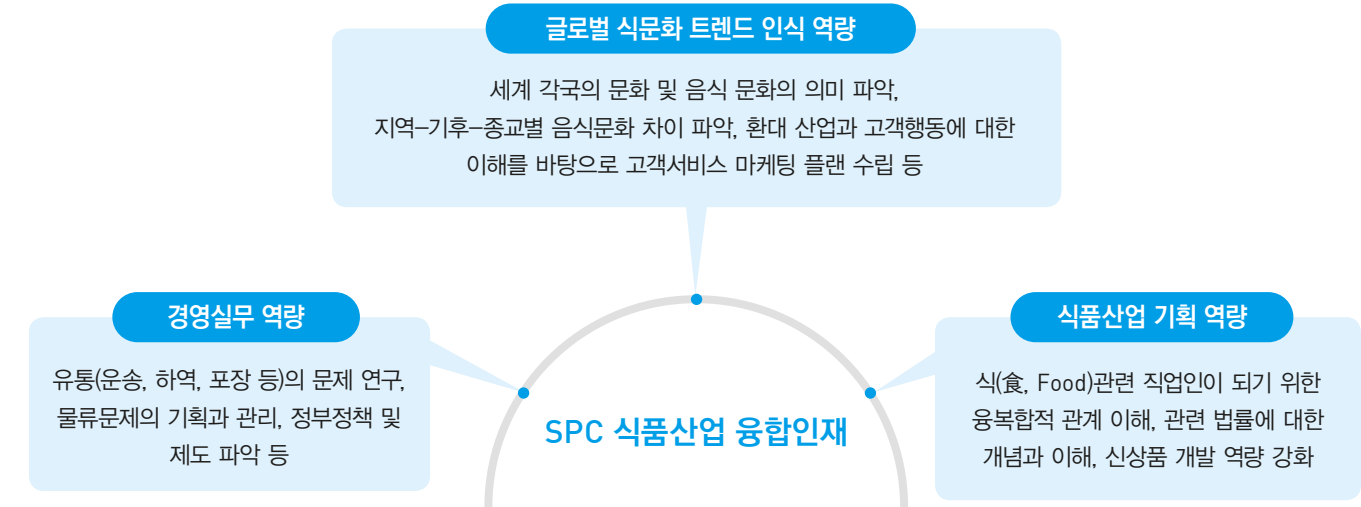 글로벌 식문화 트렌드 인식 역량
세계 각국의 문화 및 음식 문화의 의미 파악,
지역-기후-종교별 음식문화 차이 파악, 환대 산업과 고객행동에 대한
이해를 바탕으로 고객서비스 마케팅 플랜 수립 등
경영실무 역량
유통(운송, 하역, 포장 등)의 문제 연구,
물류문제의 기획과 관리, 정부정책 및
제도 파악 등
SPC 식품산업 융합인재
식품산업 기획 역량
식(食, Food)관련 직업인이 되기 위한
융복합적 관계 이해, 관련 법률에 대한
개념과 이해, 신상품 개발 역량 강화